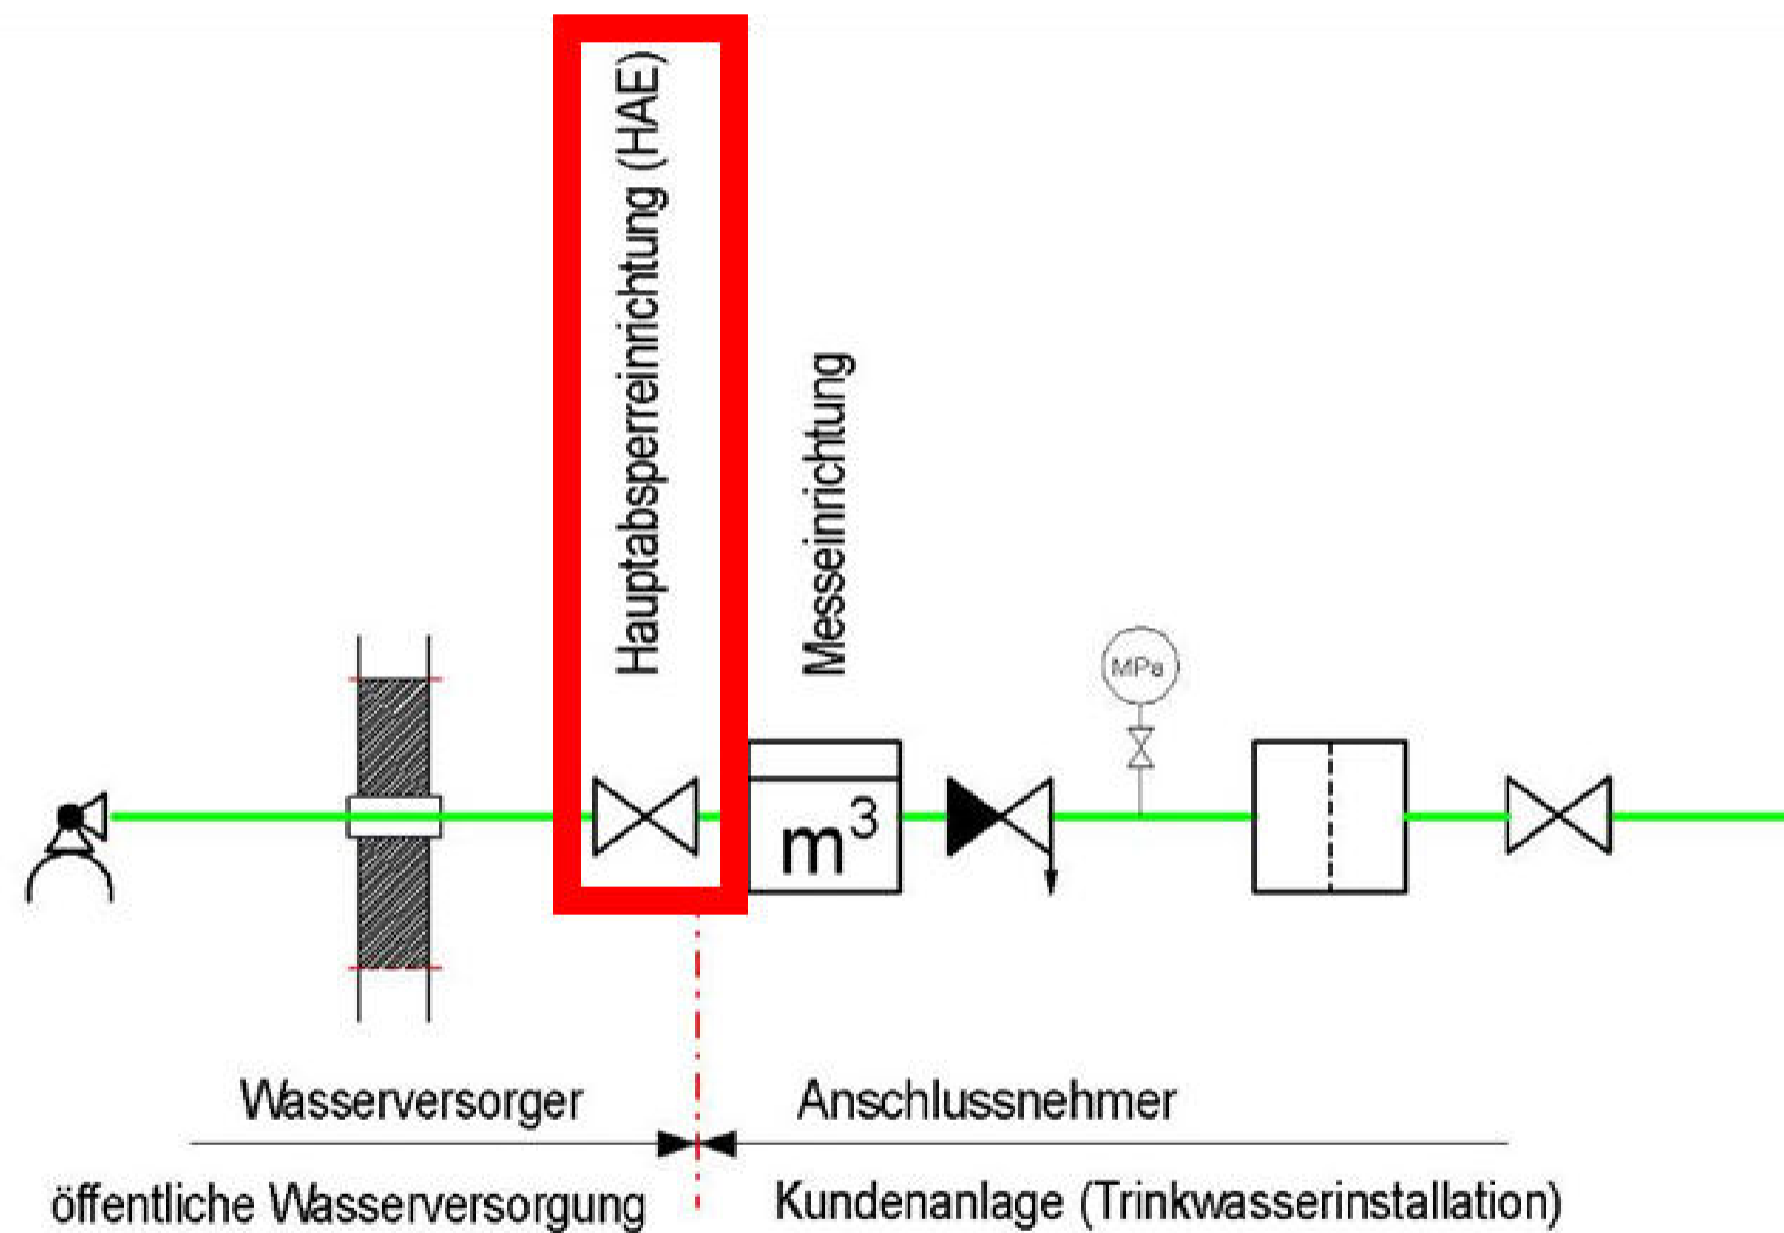 Hauptabsperreinrichtung (HAE)
Messeinrichtung
MPa
m³
Wasserversorger
Anschlussnehmer
öffentliche Wasserversorgung
Kundenanlage (Trinkwasserinstallation)